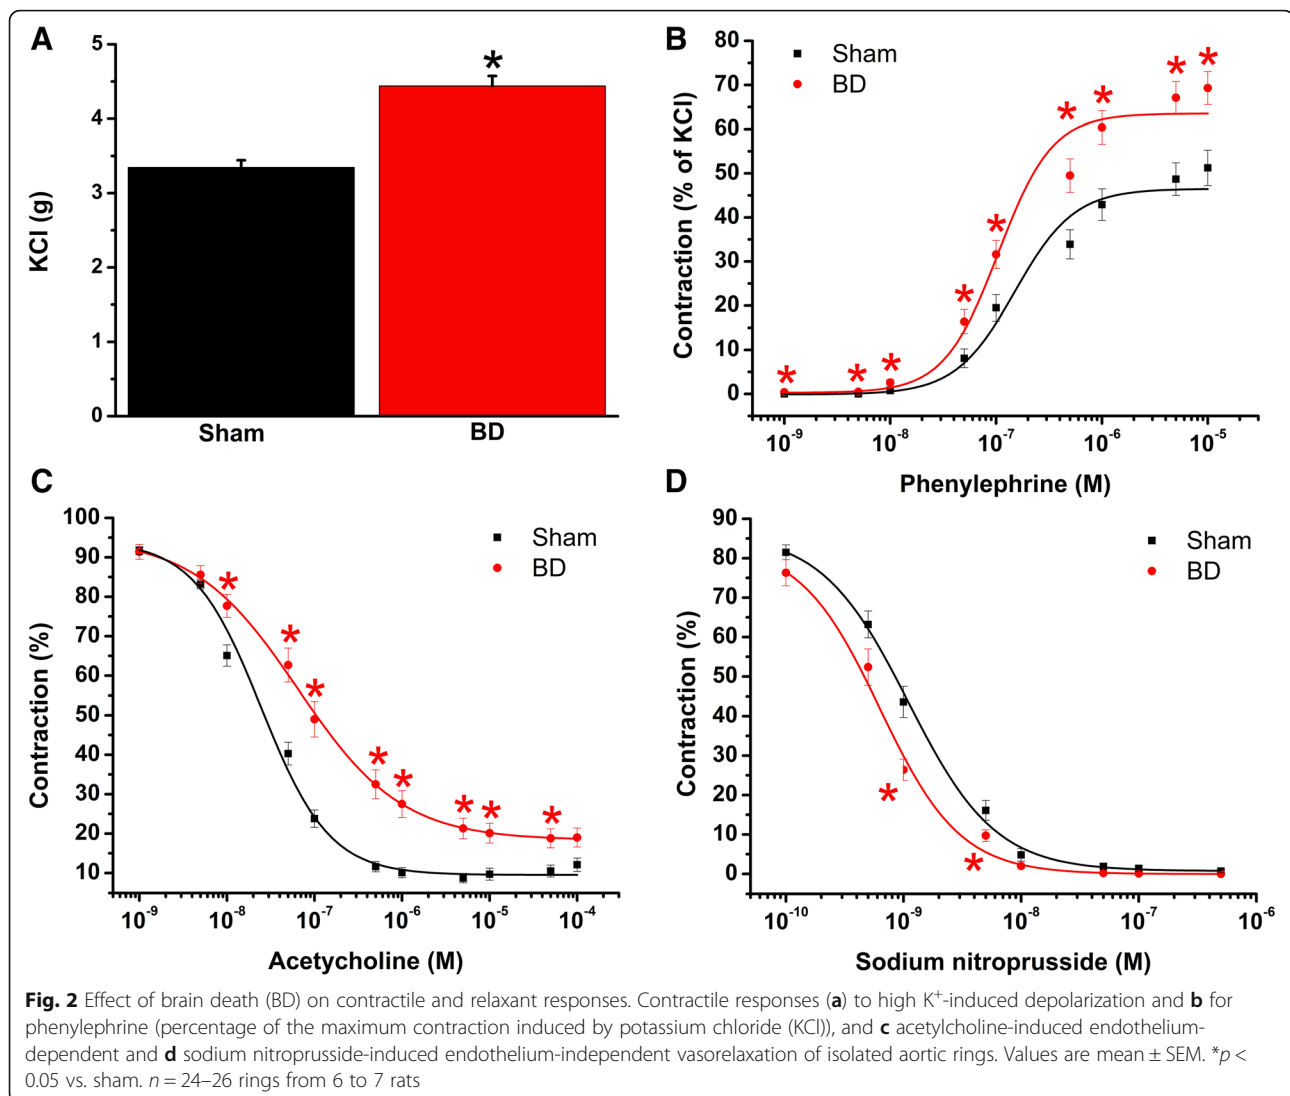 A
5
4
3
2
1
0
KCl (g)
*
Sham
BD
B
80
70
60
50
40
30
20
10
0
Contraction (% of KCl)
Sham
BD
* * * * * * * *
10⁻⁹ 10⁻⁸ 10⁻⁷ 10⁻⁶ 10⁻⁵
Phenylephrine (M)
C
100
90
80
70
60
50
40
30
20
10
Contraction (%)
Sham
BD
* * * * * * * *
10⁻⁹ 10⁻⁸ 10⁻⁷ 10⁻⁶ 10⁻⁵ 10⁻⁴
Acetycholine (M)
D
90
80
70
60
50
40
30
20
10
0
Contraction (%)
Sham
BD
* *
10⁻¹⁰ 10⁻⁹ 10⁻⁸ 10⁻⁷ 10⁻⁶
Sodium nitroprusside (M)
Fig. 2 Effect of brain death (BD) on contractile and relaxant responses. Contractile responses (a) to high K⁺-induced depolarization and b for
phenylephrine (percentage of the maximum contraction induced by potassium chloride (KCl)), and c acetylcholine-induced endothelium-
dependent and d sodium nitroprusside-induced endothelium-independent vasorelaxation of isolated aortic rings. Values are mean ± SEM. *p <
0.05 vs. sham. n = 24–26 rings from 6 to 7 rats